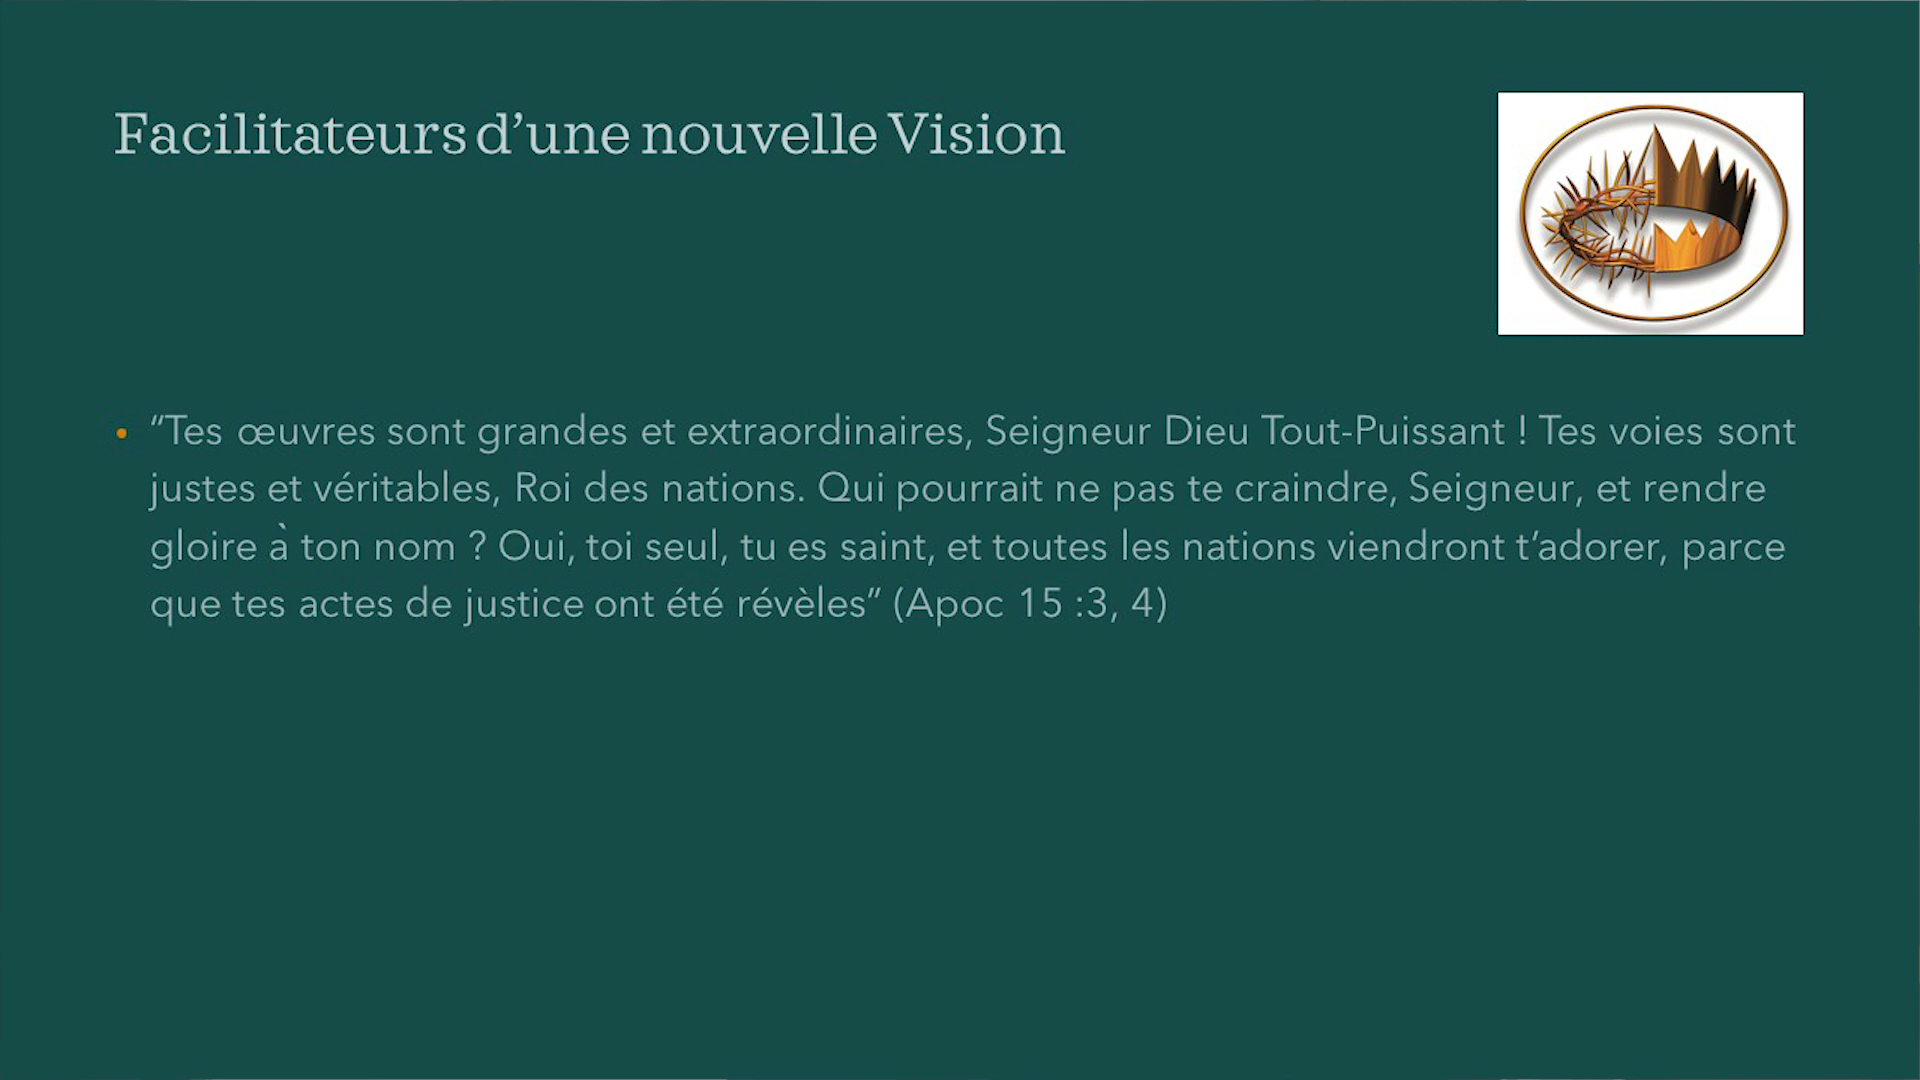 Facilitateurs d’une nouvelle Vision
• “Tes œuvres sont grandes et extraordinaires, Seigneur Dieu Tout-Puissant ! Tes voies sont
justes et véritables, Roi des nations. Qui pourrait ne pas te craindre, Seigneur, et rendre
gloire à ton nom ? Oui, toi seul, tu es saint, et toutes les nations viendront t’adorer, parce
que tes actes de justice ont été révèles” (Apoc 15 :3, 4)